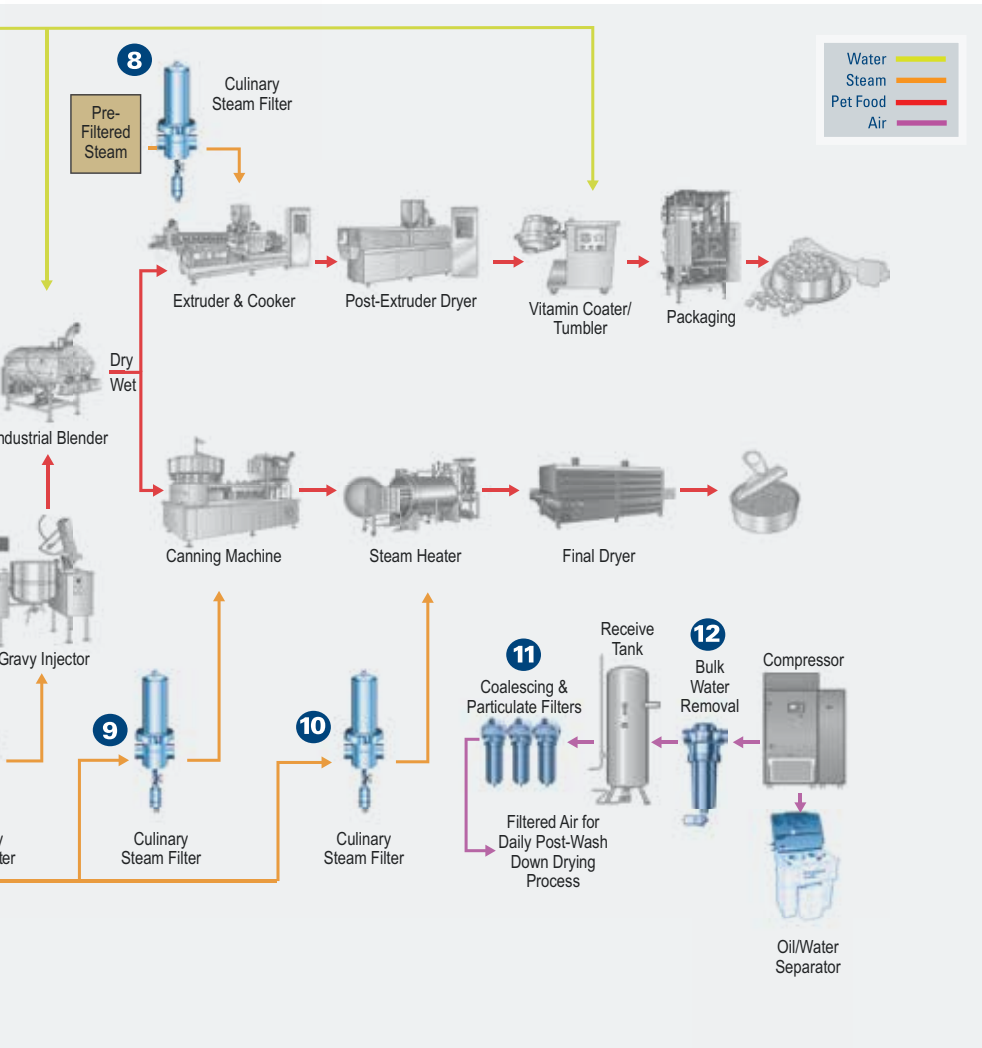 8
Culinary
Steam Filter
Pre-
Filtered
Steam
Water
Steam
Pet Food
Air
Extruder & Cooker
Post-Extruder Dryer
Vitamin Coater/
Tumbler
Packaging
Dry
Wet
ndustrial Blender
Canning Machine
Steam Heater
Final Dryer
Gravy Injector
9
Culinary
Steam Filter
10
Culinary
Steam Filter
11
Coalescing &
Particulate Filters
Receive
Tank
12
Bulk
Water
Removal
Compressor
Filtered Air for
Daily Post-Wash
Down Drying
Process
Oil/Water
Separator
y
ter